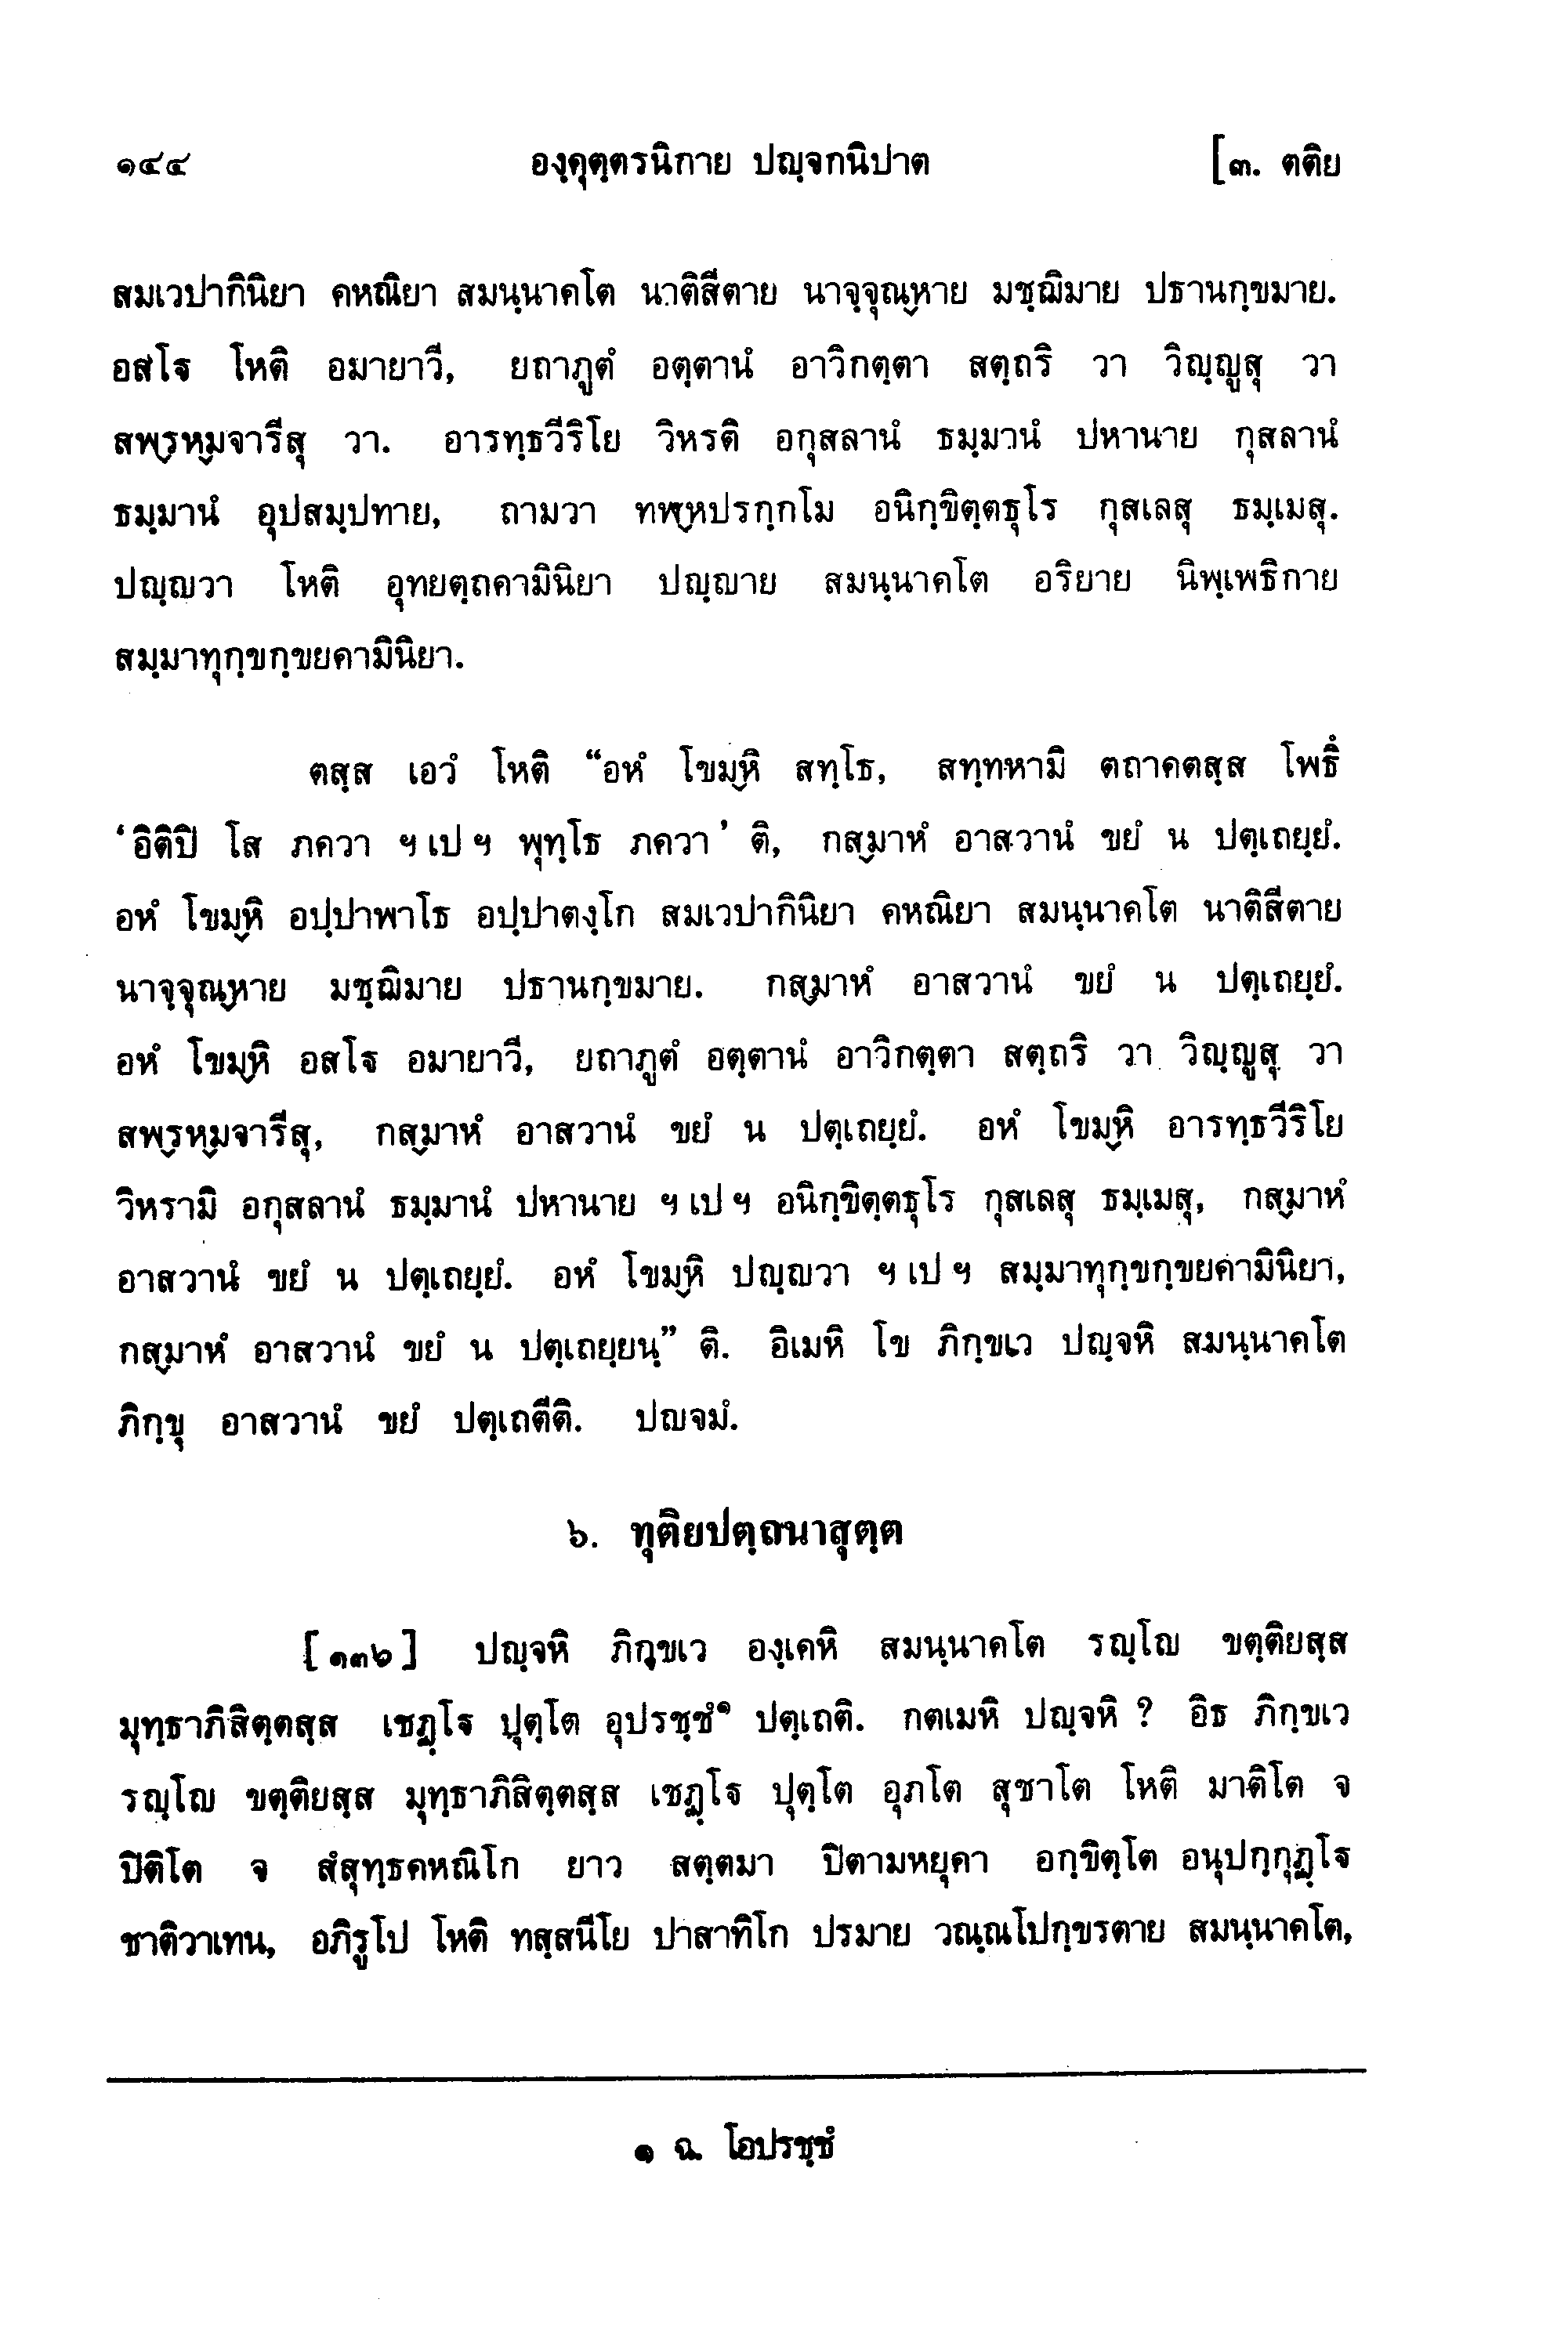 ๑๔๔ องฺคุตฺตรนิกาย ปญฺจกนิปาต [๓. ตติย
สมเวปากินิยา คหณิยา สมนฺนาคโต นาติสีตาย นาจฺจุณฺหาย มชฺฌิมาย ปธานกฺขมาย.
อสโฐ โหติ อมายาวี, ยถาภูตํ อตฺตานํ อาวิกตฺตา สตฺถริ วา วิญฺญูสุ วา
สพฺรหฺมจารีสุ วา. อารทฺธวีริโย วิหรติ อกุสลานํ ธมฺมานํ ปหานาย กุสลานํ
ธมฺมานํ อุปสมฺปทาย, ถามวา ทฬฺหปรกฺกโม อนิกฺขิตฺตธุโร กุสเลสุ ธมฺเมสุ.
ปญฺญวา โหติ อุทยตฺถคามินิยา ปญฺญาย สมนฺนาคโต อริยาย นิพฺเพธิกาย
สมฺมาทุกฺขกฺขยคามินิยา.
ตสฺส เอวํ โหติ “อหํ โขมฺหิ สทฺโธ, สทฺทหามิ ตถาคตสฺส โพธิํ
‘อิติปิ โส ภควา ฯ เป ฯ พุทฺโธ ภควา’ ติ, กสฺมาหํ อาสวานํ ขยํ น ปตฺเถยฺยํ.
อหํ โขมฺหิ อปฺปาพาโธ อปฺปาตงฺโก สมเวปากินิยา คหณิยา สมนฺนาคโต นาติสีตาย
นาจฺจุณฺหาย มชฺฌิมาย ปธานกฺขมาย. กสฺมาหํ อาสวานํ ขยํ น ปตฺเถยฺยํ.
อหํ โขมฺหิ อสโฐ อมายาวี, ยถาภูตํ อตฺตานํ อาวิกตฺตา สตฺถริ วา วิญฺญูสุ วา
สพฺรหฺมจารีสุ, กสฺมาหํ อาสวานํ ขยํ น ปตฺเถยฺยํ. อหํ โขมฺหิ อารทฺธวีริโย
วิหรามิ อกุสลานํ ธมฺมานํ ปหานาย ฯ เป ฯ อนิกฺขิตฺตธุโร กุสเลสุ ธมฺเมสุ, กสฺมาหํ
อาสวานํ ขยํ น ปตฺเถยฺยํ. อหํ โขมฺหิ ปญฺญวา ฯ เป ฯ สมฺมาทุกฺขกฺขยคามินิยา,
กสฺมาหํ อาสวานํ ขยํ น ปตฺเถยฺยนฺ” ติ. อิเมหิ โข ภิกฺขเว ปญฺจหิ สมนฺนาคโต
ภิกฺขุ อาสวานํ ขยํ ปตฺเถตีติ. ปญจมํ.
๖. ทุติยปตฺถนาสุตฺต
[๑๓๖] ปญฺจหิ ภิกฺขเว องฺเคหิ สมนฺนาคโต รญฺโญ ขตฺติยสฺส
มุทฺธาภิสิตฺตสฺส เชฏฺโฐ ปุตฺโต อุปรชฺชํ๑ ปตฺเถติ. กตเมหิ ปญฺจหิ ? อิธ ภิกฺขเว
รญฺโญ ขตฺติยสฺส มุทฺธาภิสิตฺตสฺส เชฏฺโฐ ปุตฺโต อุภโต สุชาโต โหติ มาติโต จ
ปิติโต จ สํสุทฺธคหณิโก ยาว สตฺตมา ปิตามหยุคา อกฺขิตฺโต อนุปกฺกุฏฺโฐ
ชาติวาเทน, อภิรูโป โหติ ทสฺสนีโย ปาสาทิโก ปรมาย วณฺณโปกฺขรตาย สมนฺนาคโต,
๑ ฉ. โอปรชฺชํ